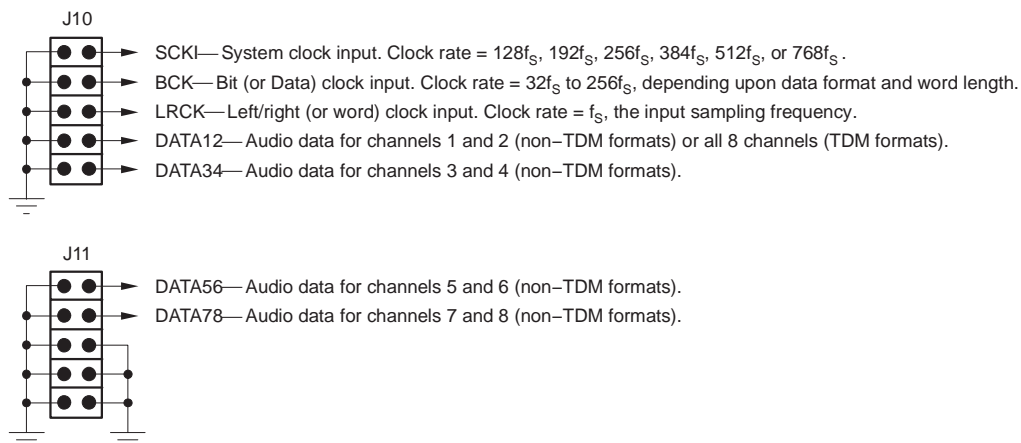 J10
SCKI—System clock input. Clock rate = 128fS, 192fS, 256fS, 384fS, 512fS, or 768fS .
BCK—Bit (or Data) clock input. Clock rate = 32fS to 256fS, depending upon data format and word length.
LRCK—Left/right (or word) clock input. Clock rate = fS, the input sampling frequency.
DATA12—Audio data for channels 1 and 2 (non−TDM formats) or all 8 channels (TDM formats).
DATA34—Audio data for channels 3 and 4 (non−TDM formats).
J11
DATA56—Audio data for channels 5 and 6 (non−TDM formats).
DATA78—Audio data for channels 7 and 8 (non−TDM formats).